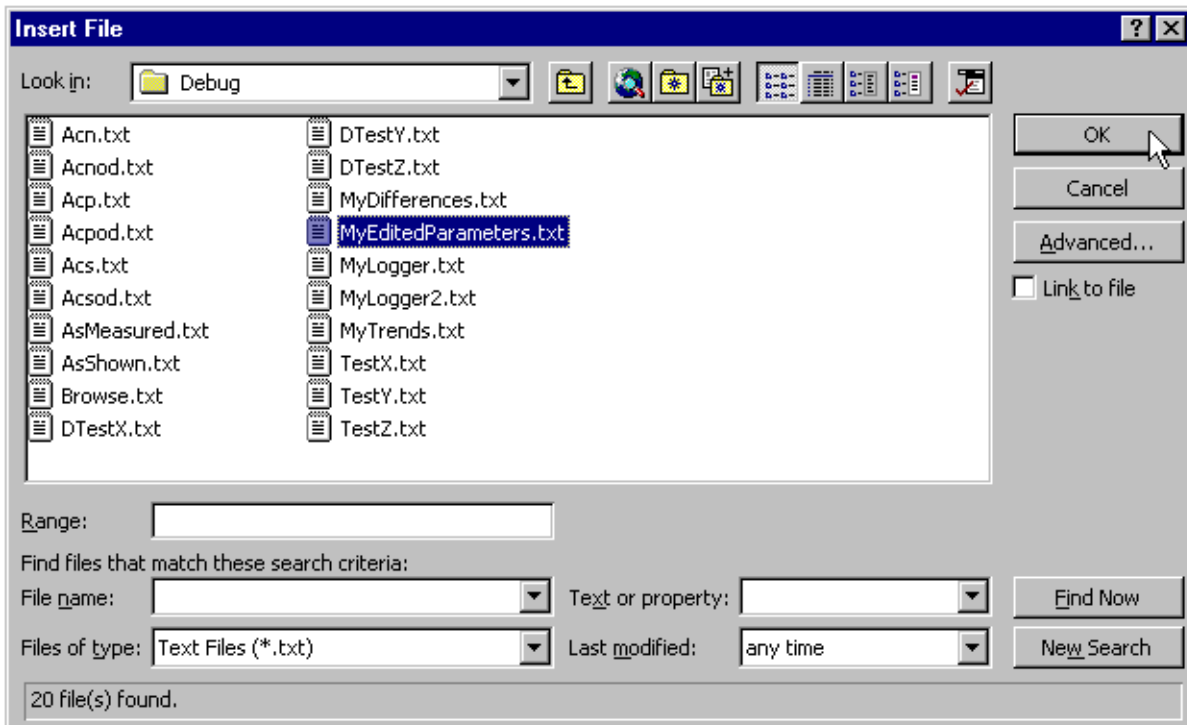 Insert File
Look in: Debug
Acn.txt
Acnod.txt
Acp.txt
Acpod.txt
Acs.txt
Acsod.txt
AsMeasured.txt
AsShown.txt
Browse.txt
DTestX.txt
DTestY.txt
DTestZ.txt
MyDifferences.txt
MyEditedParameters.txt
MyLogger.txt
MyLogger2.txt
MyTrends.txt
TestX.txt
TestY.txt
TestZ.txt
OK
Cancel
Advanced...
Link to file
Range:
Find files that match these search criteria:
File name: Text or property: Find Now
Files of type: Text Files (*.txt) Last modified: any time New Search
20 file(s) found.